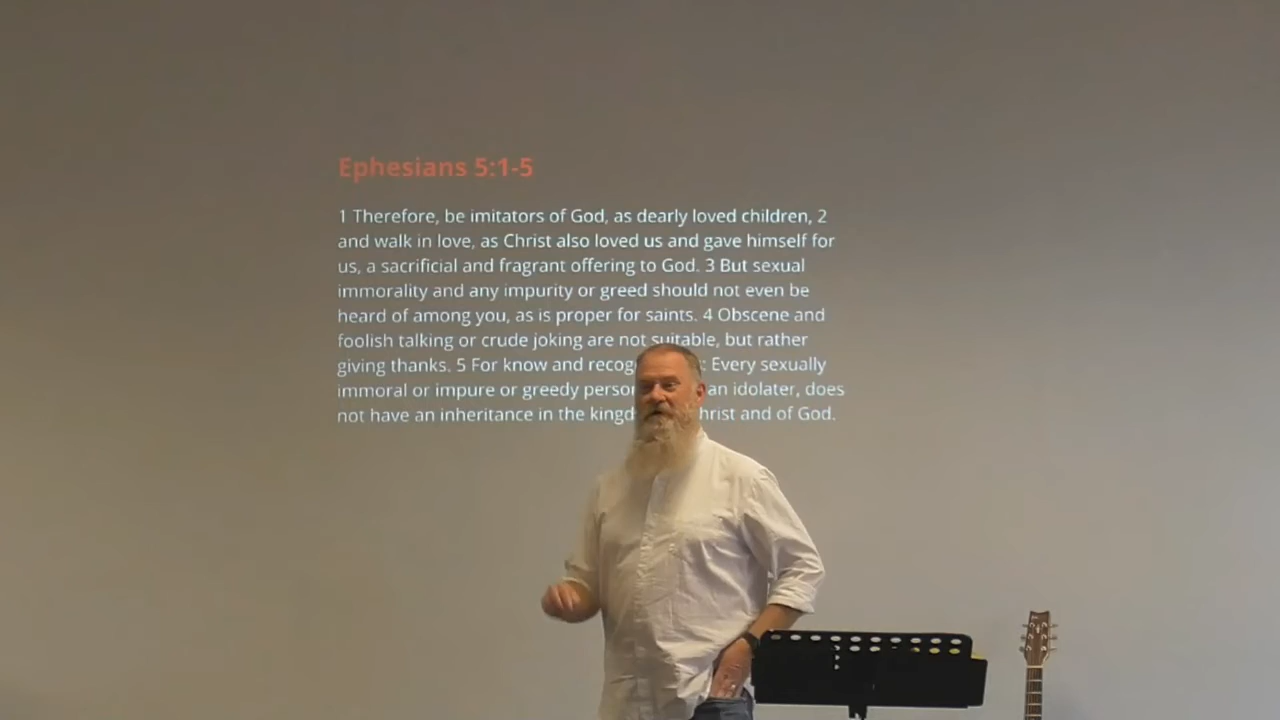 Ephesians 5:1-5
1 Therefore, be imitators of God, as dearly loved children, 2
and walk in love, as Christ also loved us and gave himself for
us, a sacrificial and fragrant offering to God. 3 But sexual
immorality and any impurity or greed should not even be
heard of among you, as is proper for saints. 4 Obscene and
foolish talking or crude joking are not suitable, but rather
giving thanks. 5 For know and : Every sexually
immoral or impure or greedy an idolater, does
not have an inheritance in the and of God.